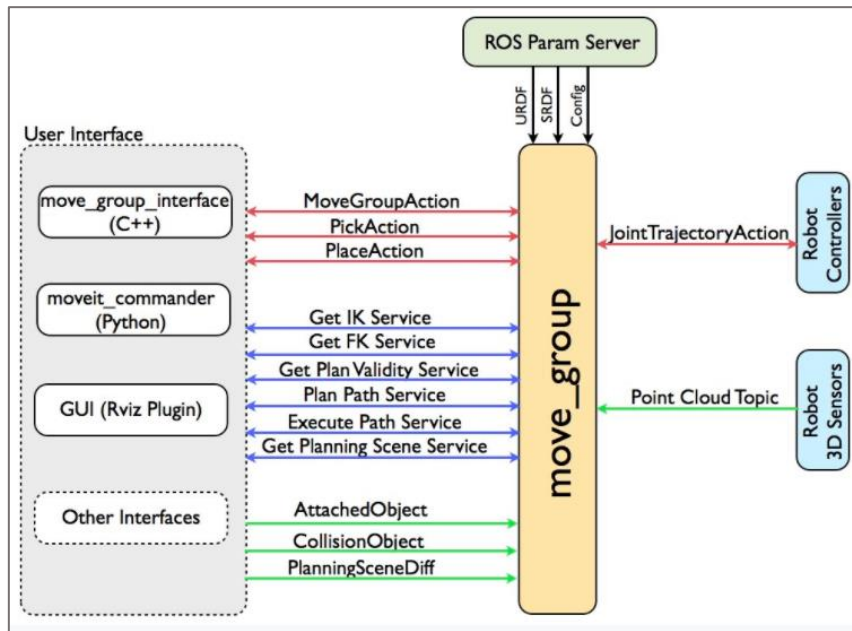 ROS Param Server
URDF
SRDF
Config
User Interface
move_group_interface
(C++)
moveit_commander
(Python)
GUI (Rviz Plugin)
Other Interfaces
MoveGroupAction
PickAction
PlaceAction
Get IK Service
Get FK Service
Get Plan Validity Service
Plan Path Service
Execute Path Service
Get Planning Scene Service
AttachedObject
CollisionObject
PlanningSceneDiff
move_group
JointTrajectoryAction
Point Cloud Topic
Robot
Controllers
Robot
3D Sensors